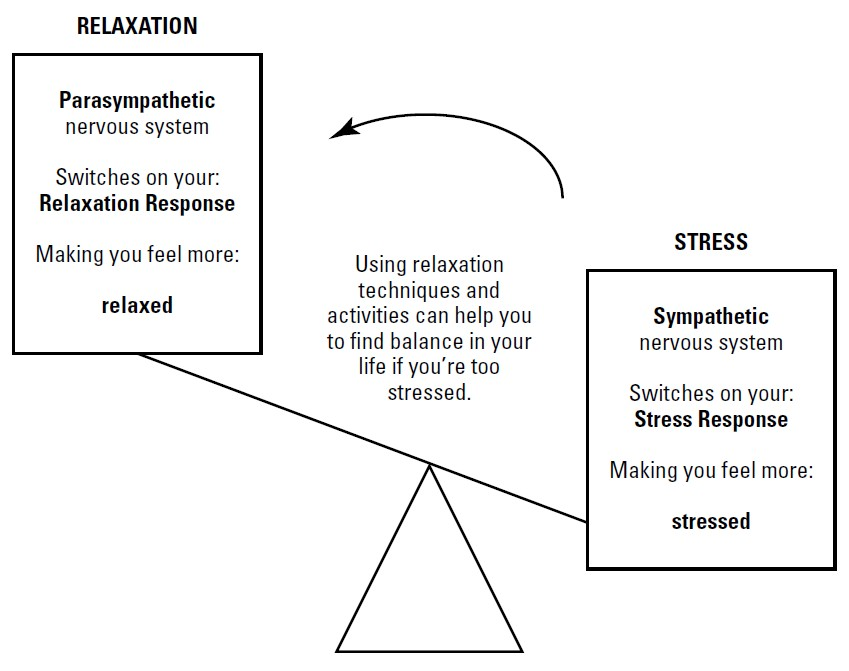 RELAXATION
Parasympathetic
nervous system
Switches on your:
Relaxation Response
Making you feel more:
relaxed
Using relaxation
techniques and
activities can help you
to find balance in your
life if you’re too
stressed.
STRESS
Sympathetic
nervous system
Switches on your:
Stress Response
Making you feel more:
stressed